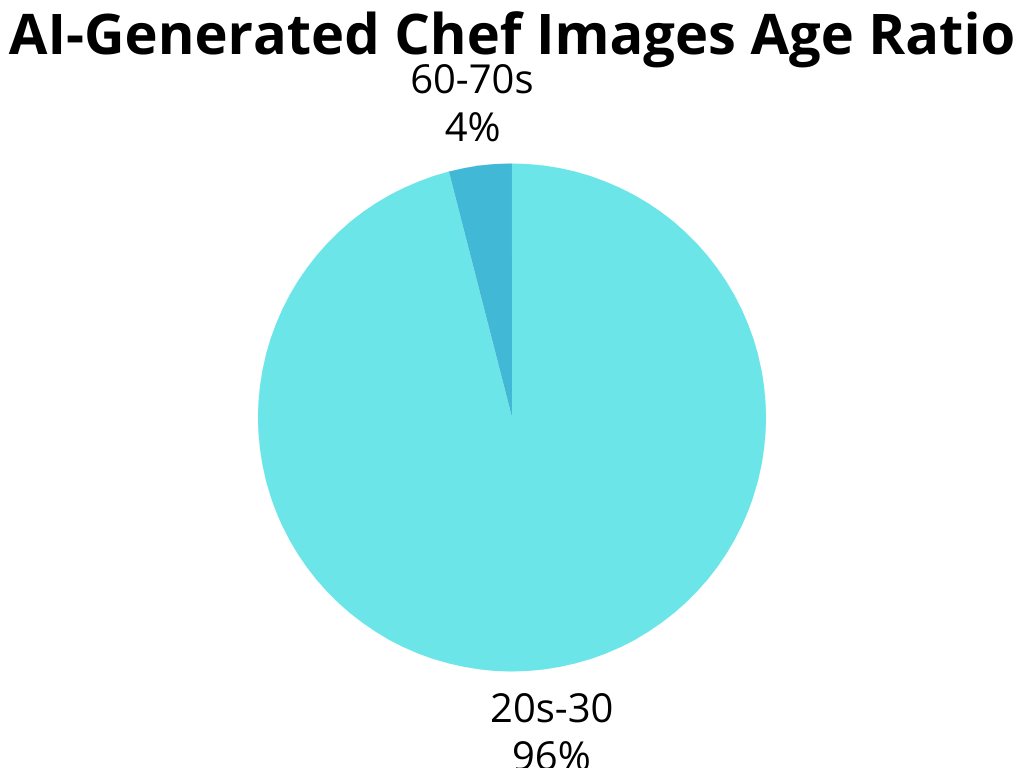 AI-Generated Chef Images Age Ratio
60-70s
4%
20s-30
96%